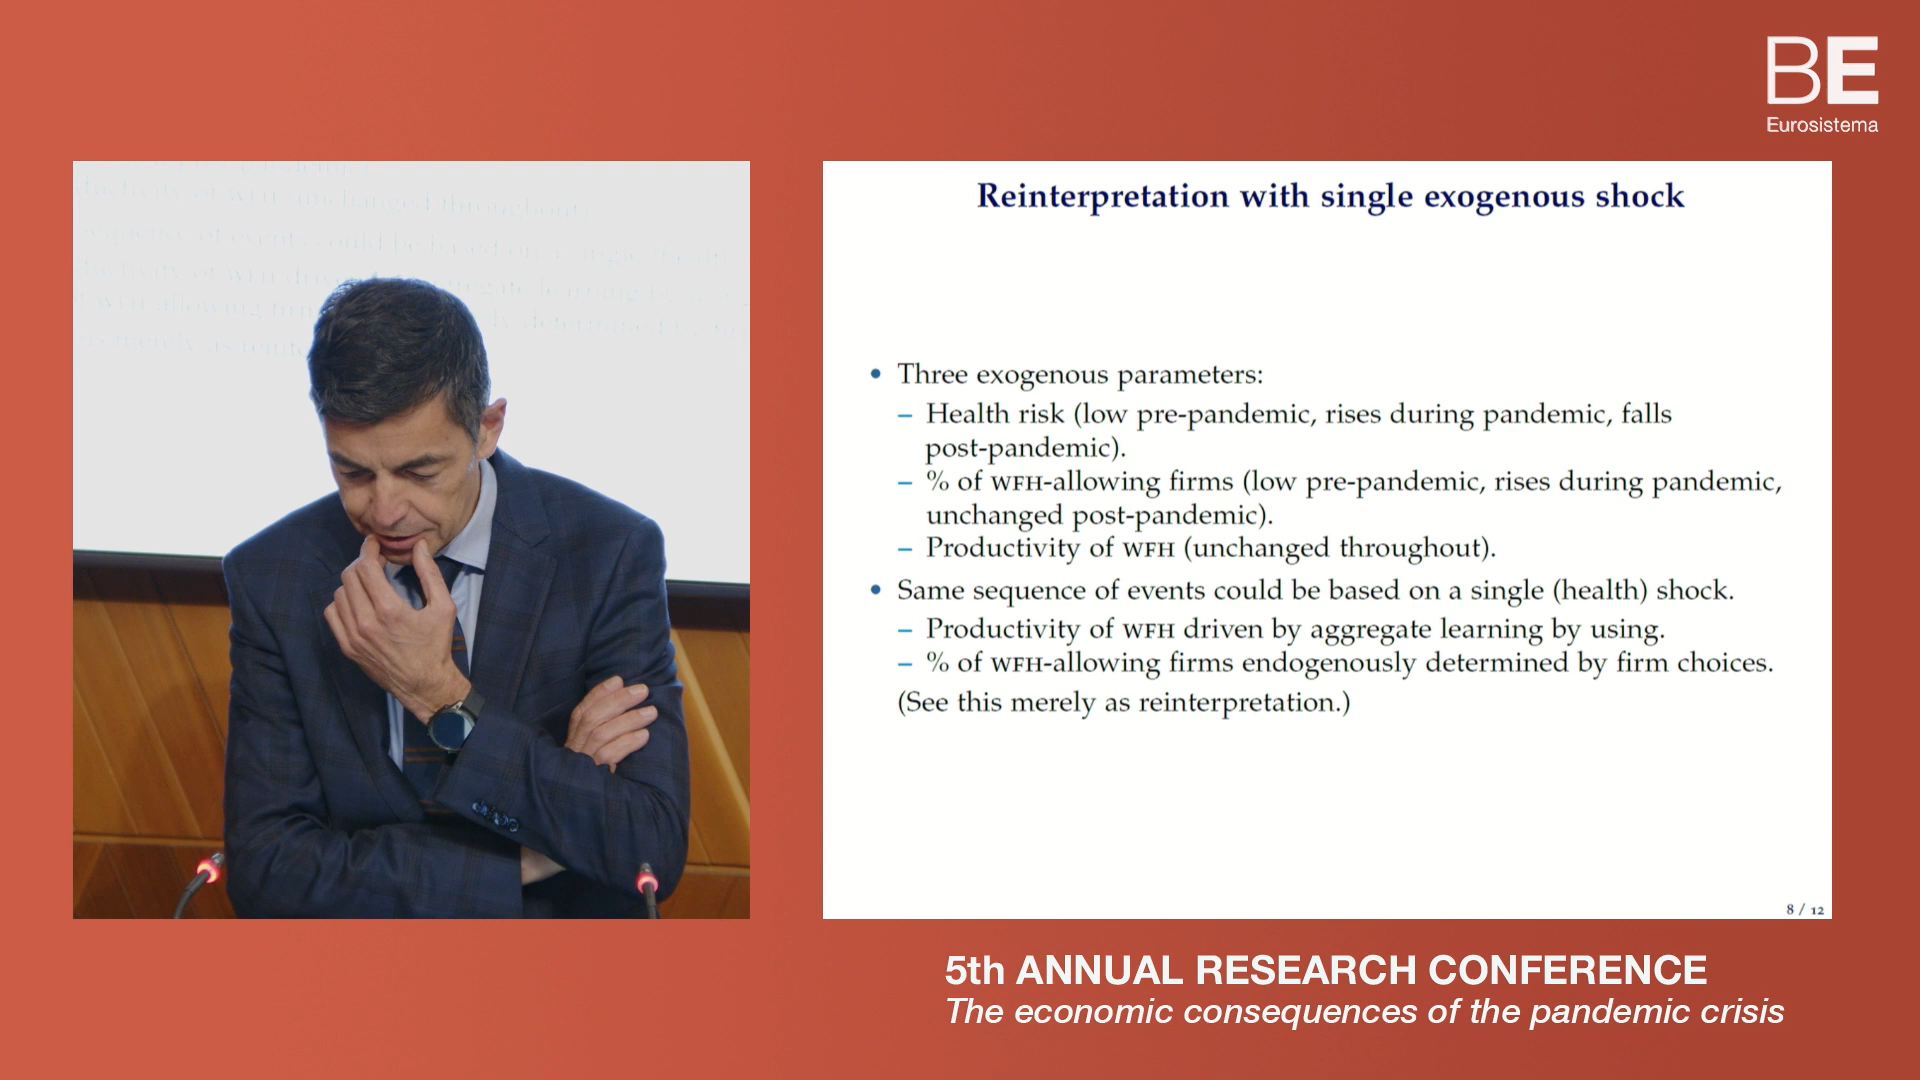 BE
Eurosistema
Reinterpretation with single exogenous shock
• Three exogenous parameters:
– Health risk (low pre-pandemic, rises during pandemic, falls
post-pandemic).
– % of WFH-allowing firms (low pre-pandemic, rises during pandemic,
unchanged post-pandemic).
– Productivity of WFH (unchanged throughout).
• Same sequence of events could be based on a single (health) shock.
– Productivity of WFH driven by aggregate learning by using.
– % of WFH-allowing firms endogenously determined by firm choices.
(See this merely as reinterpretation.)
8 / 12
5th ANNUAL RESEARCH CONFERENCE
The economic consequences of the pandemic crisis